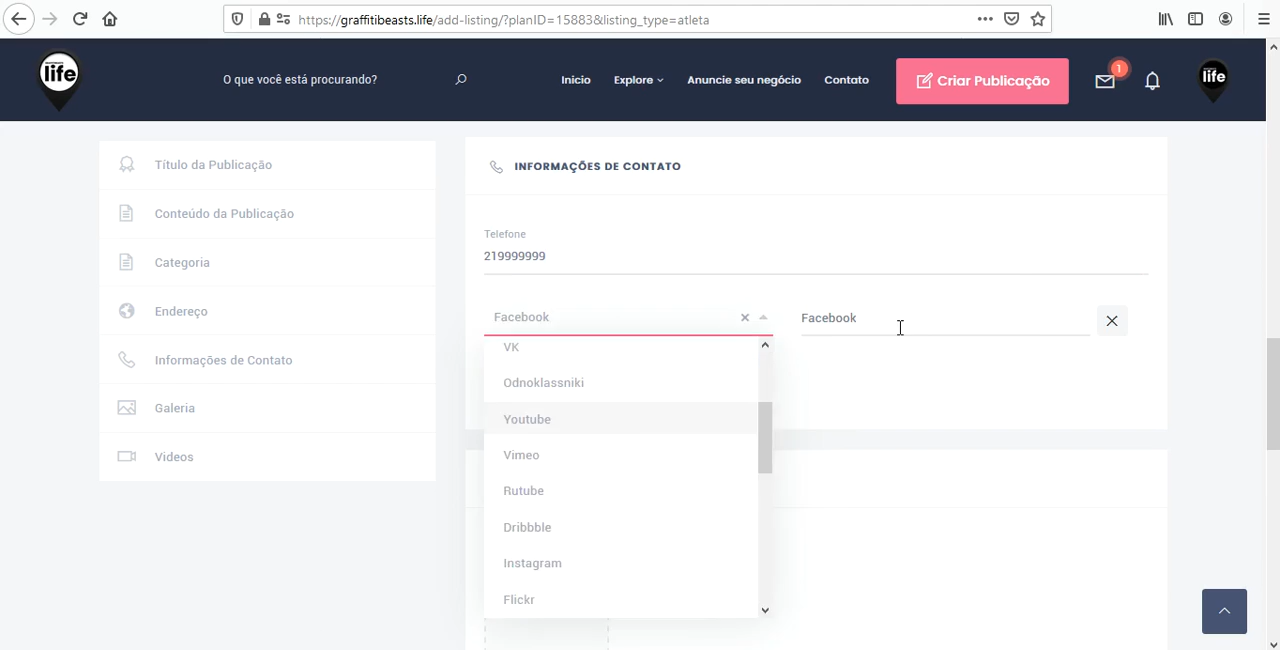 https://graffitibeasts.life/add-listing/?planID=15883&listing_type=atleta
life
O que você está procurando?
Inicio
Explore
Anuncie seu negócio
Contato
Criar Publicação
1
life
Título da Publicação
Conteúdo da Publicação
Categoria
Endereço
Informações de Contato
Galeria
Videos
INFORMAÇÕES DE CONTATO
Telefone
219999999
Facebook
Facebook
VK
Odnoklassniki
Youtube
Vimeo
Rutube
Dribbble
Instagram
Flickr